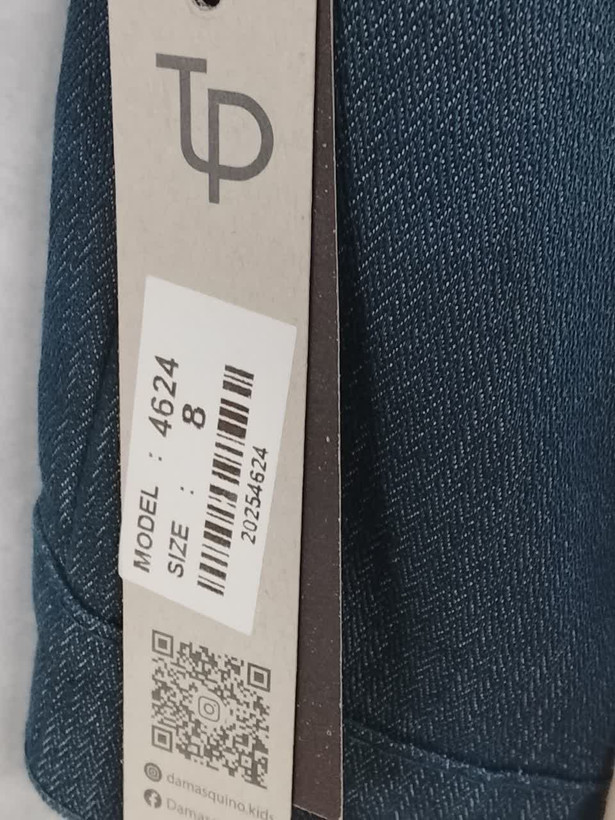 TP
MODEL : 4624
SIZE : 8
20254624
damasquino.kids